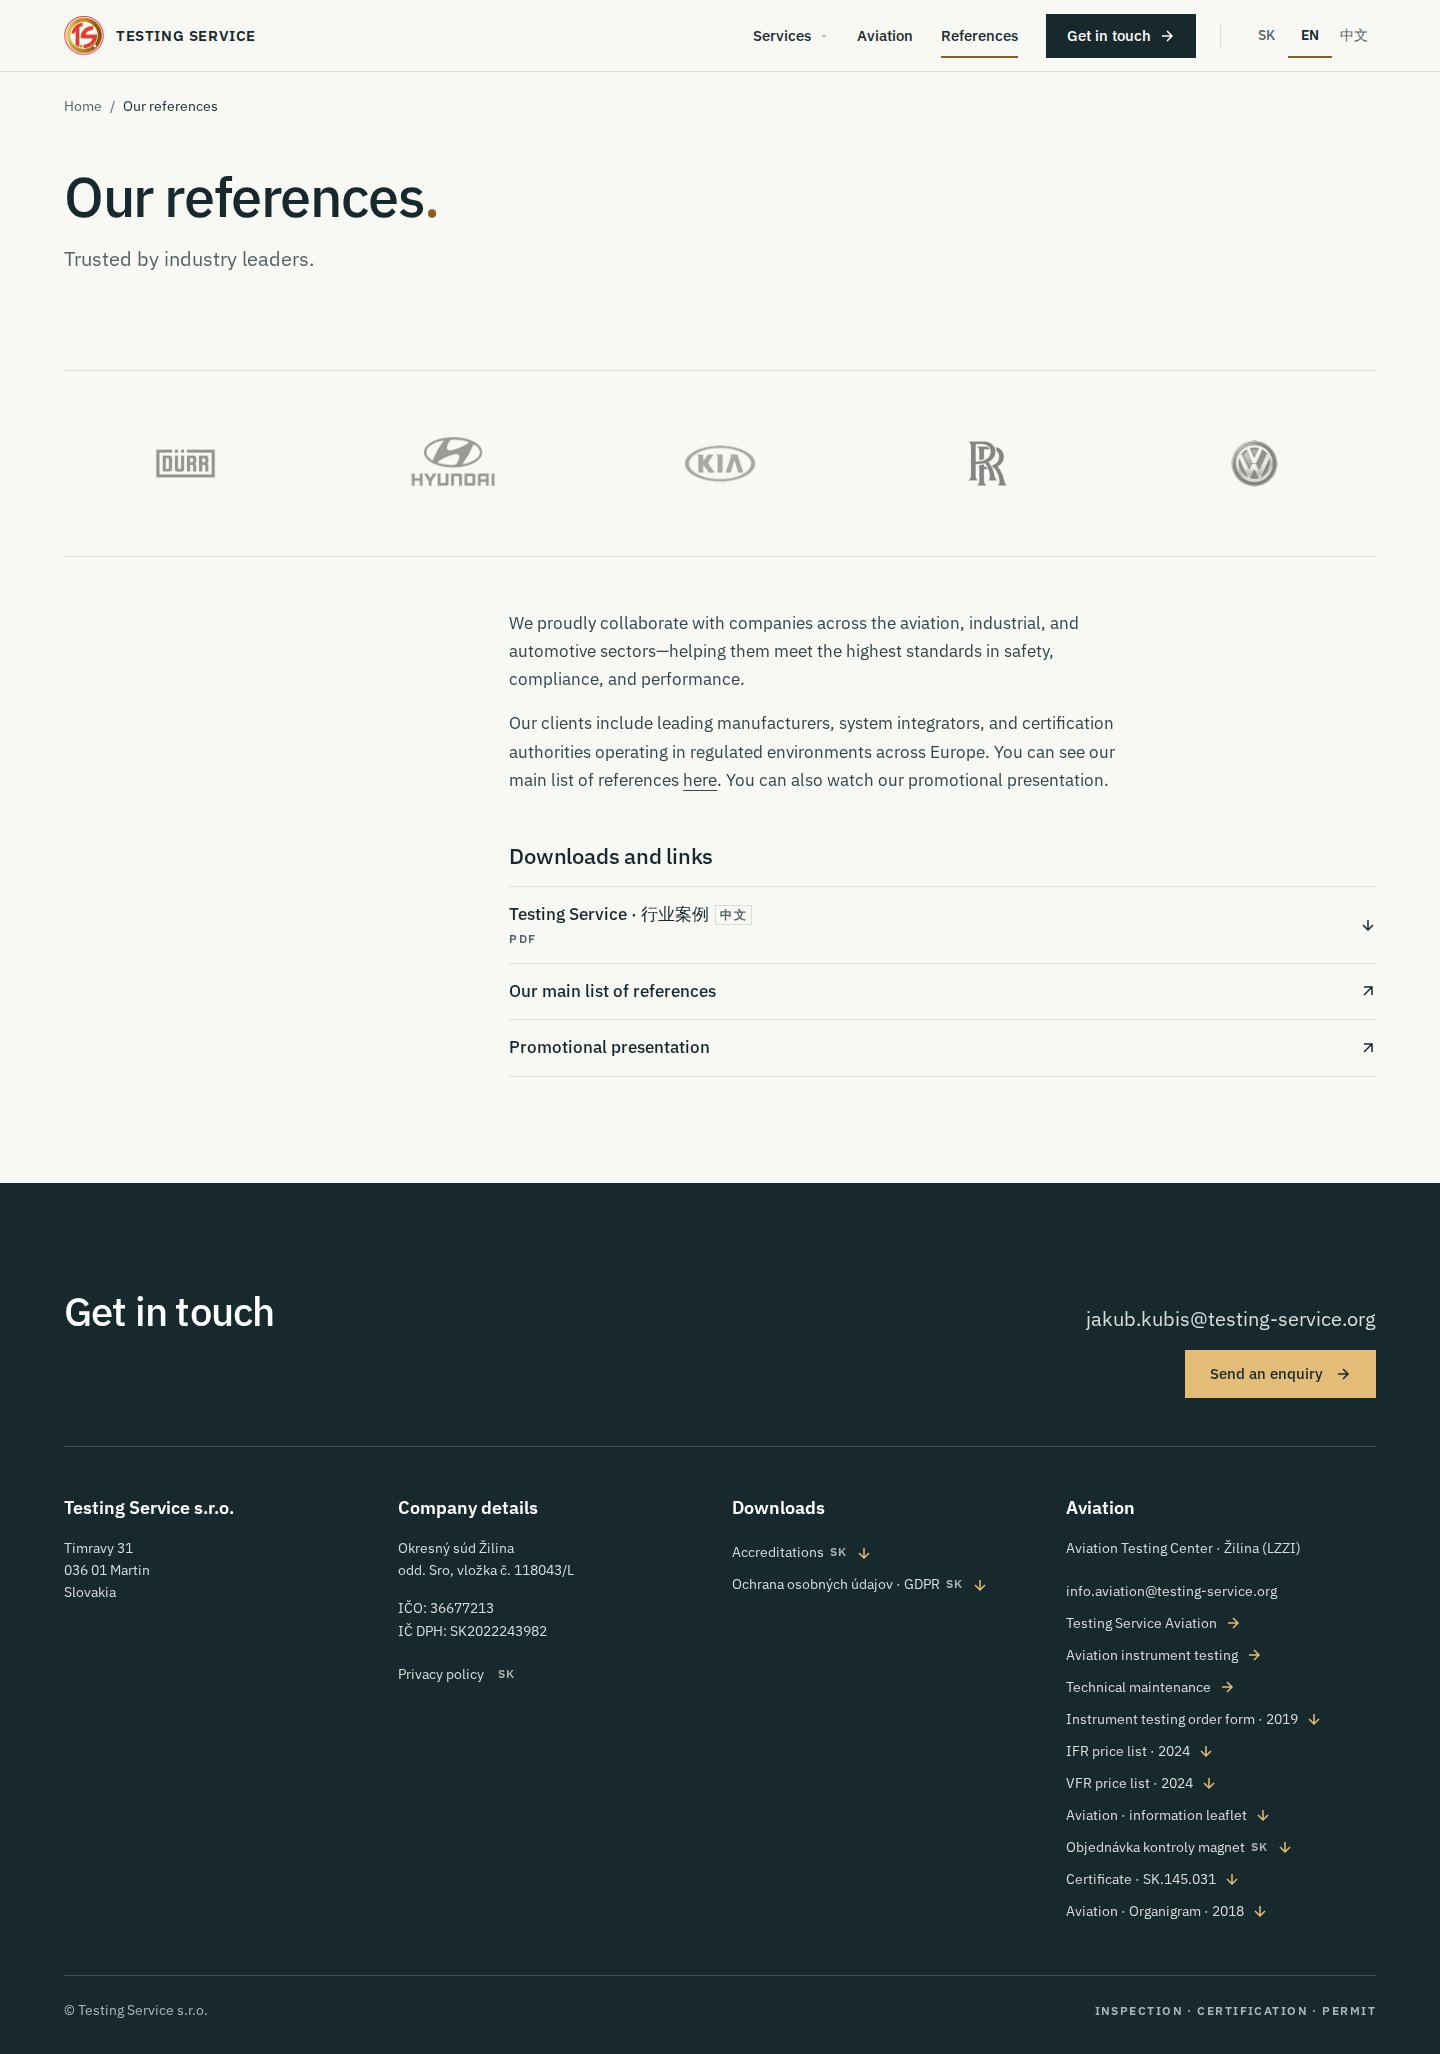 TESTING SERVICE
Services
Aviation
References
Get in touch →
SK
EN
中文
Home / Our references
Our references.
Trusted by industry leaders.
DÜRR
HYUNDAI
KIA
RR
VW
We proudly collaborate with companies across the aviation, industrial, and
automotive sectors—helping them meet the highest standards in safety,
compliance, and performance.
Our clients include leading manufacturers, system integrators, and certification
authorities operating in regulated environments across Europe. You can see our
main list of references here. You can also watch our promotional presentation.
Downloads and links
Testing Service · 行业案例 中文
PDF
Our main list of references
Promotional presentation
Get in touch
jakub.kubis@testing-service.org
Send an enquiry →
Testing Service s.r.o.
Timravy 31
036 01 Martin
Slovakia
Company details
Okresný súd Žilina
odd. Sro, vložka č. 118043/L
IČO: 36677213
IČ DPH: SK2022243982
Privacy policy SK
Downloads
Accreditations SK ↓
Ochrana osobných údajov · GDPR SK ↓
Aviation
Aviation Testing Center · Žilina (LZZI)
info.aviation@testing-service.org
Testing Service Aviation →
Aviation instrument testing →
Technical maintenance →
Instrument testing order form · 2019 ↓
IFR price list · 2024 ↓
VFR price list · 2024 ↓
Aviation · information leaflet ↓
Objednávka kontroly magnet SK ↓
Certificate · SK.145.031 ↓
Aviation · Organigram · 2018 ↓
© Testing Service s.r.o.
INSPECTION · CERTIFICATION · PERMIT